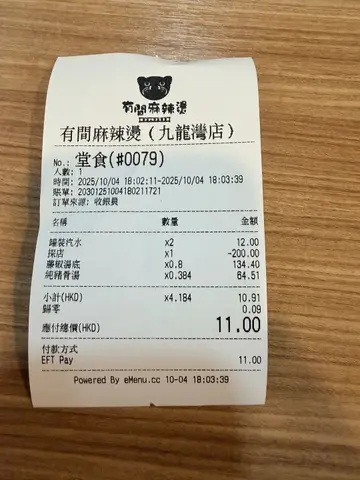 有間麻辣燙
有間麻辣燙(九龍灣店)
No.: 堂食(#0079)
人數: 1
時間: 2025/10/04 18:02:11-2025/10/04 18:03:39
賬單: 20301251004180211721
訂單來源: 收銀員
名稱 數量 金額
罐裝汽水 x2 12.00
探店 x1 -200.00
藤椒湯底 x0.8 134.40
純豬骨湯 x0.384 64.51
小計(HKD) x4.184 10.91
歸零 0.09
應付總價(HKD) 11.00
付款方式
EFT Pay 11.00
Powered By eMenu.cc 10-04 18:03:39